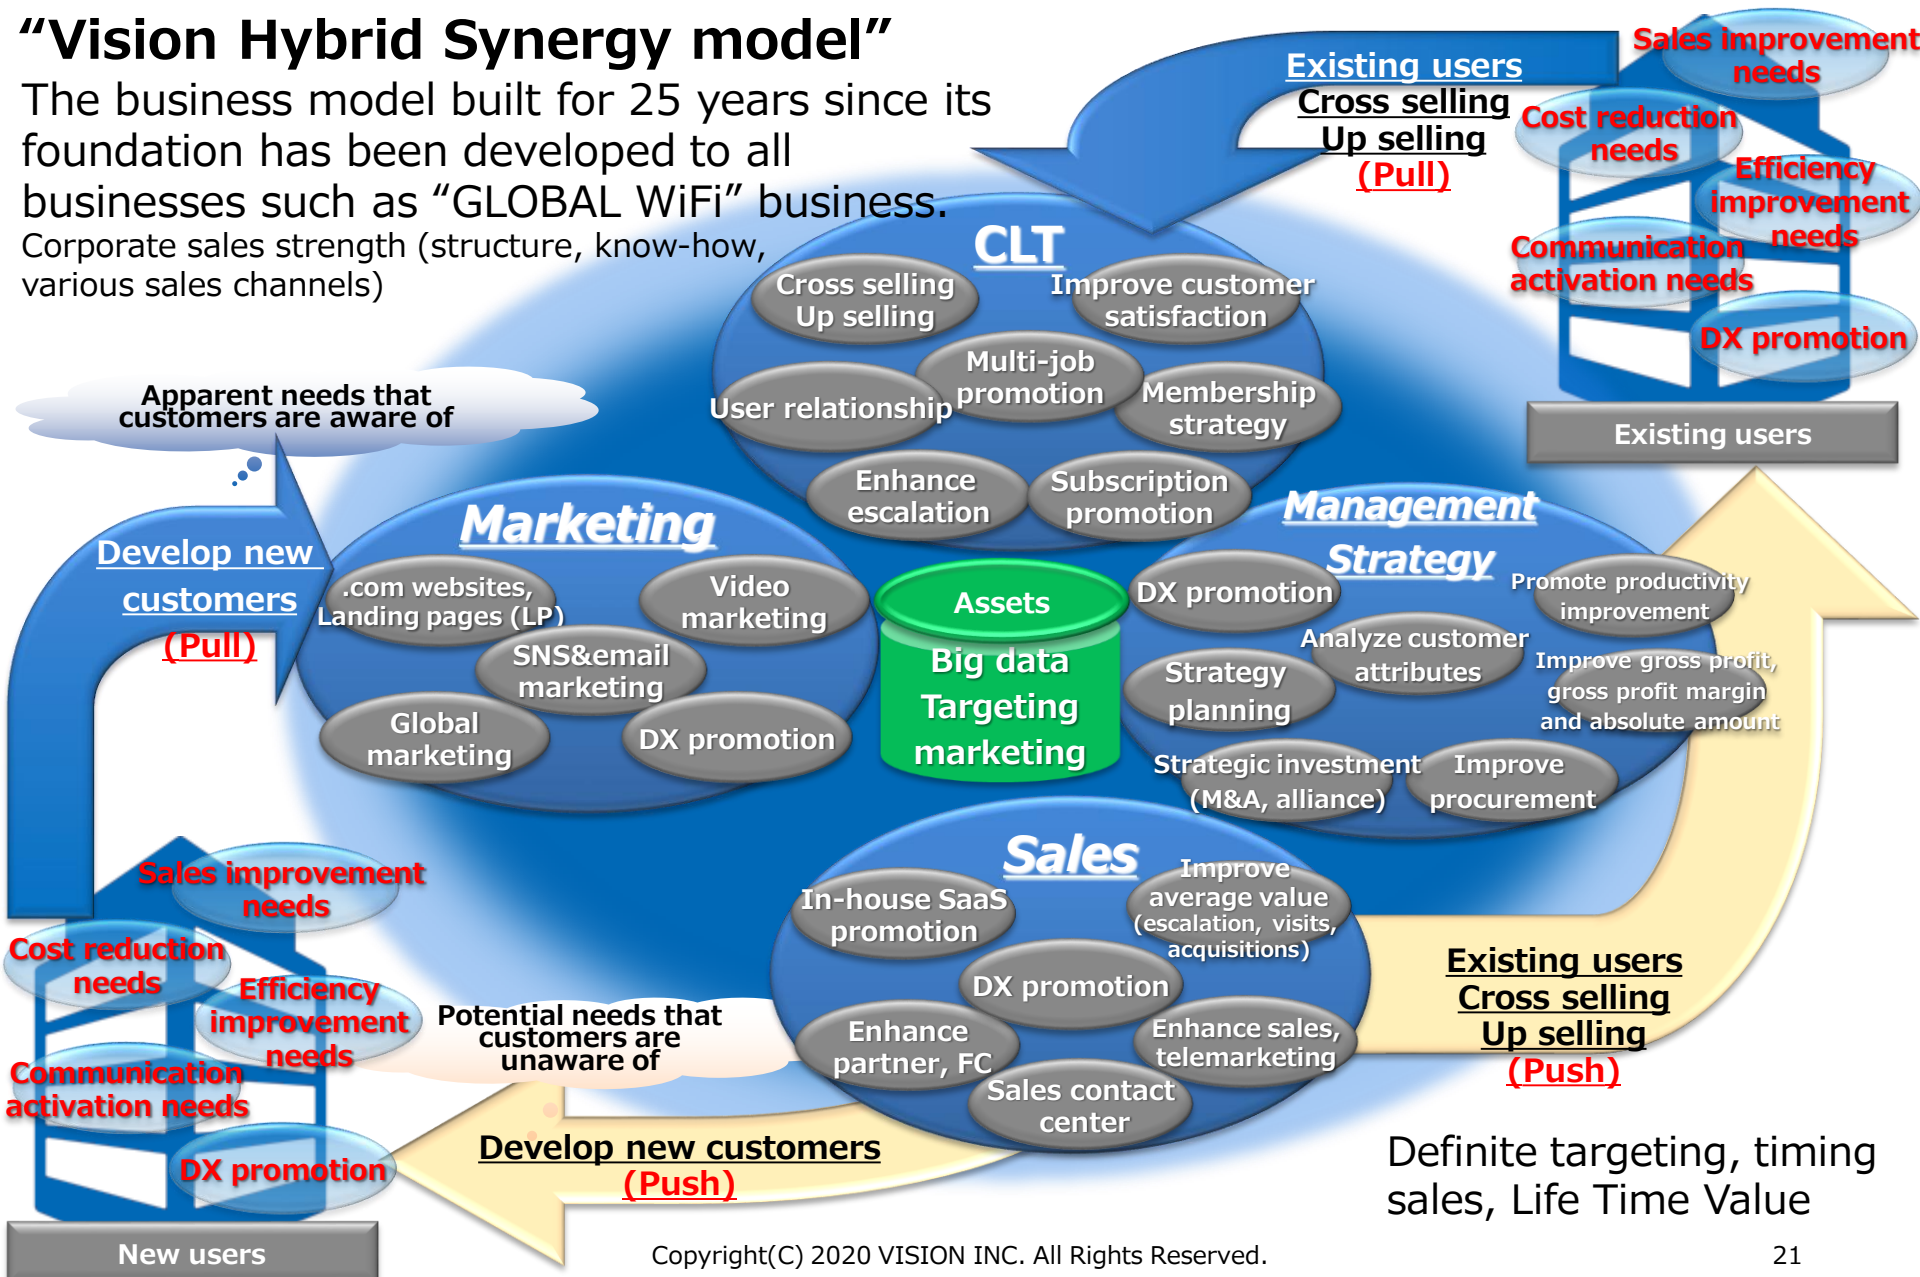 “Vision Hybrid Synergy model”
The business model built for 25 years since its
foundation has been developed to all
businesses such as “GLOBAL WiFi” business.
Corporate sales strength (structure, know-how,
various sales channels)
Existing users
Cross selling
Up selling
(Pull)
Sales improvement
needs
Cost reduction
needs
Efficiency
improvement
needs
Communication
activation needs
DX promotion
Existing users
CLT
Cross selling
Up selling
Improve customer
satisfaction
Multi-job
promotion
User relationship
Membership
strategy
Enhance
escalation
Subscription
promotion
Apparent needs that
customers are aware of
Develop new
customers
(Pull)
Marketing
.com websites,
Landing pages (LP)
Video
marketing
SNS&email
marketing
Global
marketing
DX promotion
Assets
Big data
Targeting
marketing
Management
Strategy
DX promotion
Promote productivity
improvement
Analyze customer
attributes
Strategy
planning
Improve gross profit,
gross profit margin
and absolute amount
Strategic investment
(M&A, alliance)
Improve
procurement
Sales
In-house SaaS
promotion
Improve
average value
(escalation, visits,
acquisitions)
DX promotion
Enhance
partner, FC
Enhance sales,
telemarketing
Sales contact
center
Existing users
Cross selling
Up selling
(Push)
Sales improvement
needs
Cost reduction
needs
Efficiency
improvement
needs
Communication
activation needs
DX promotion
New users
Potential needs that
customers are
unaware of
Develop new customers
(Push)
Definite targeting, timing
sales, Life Time Value
Copyright(C) 2020 VISION INC. All Rights Reserved.
21